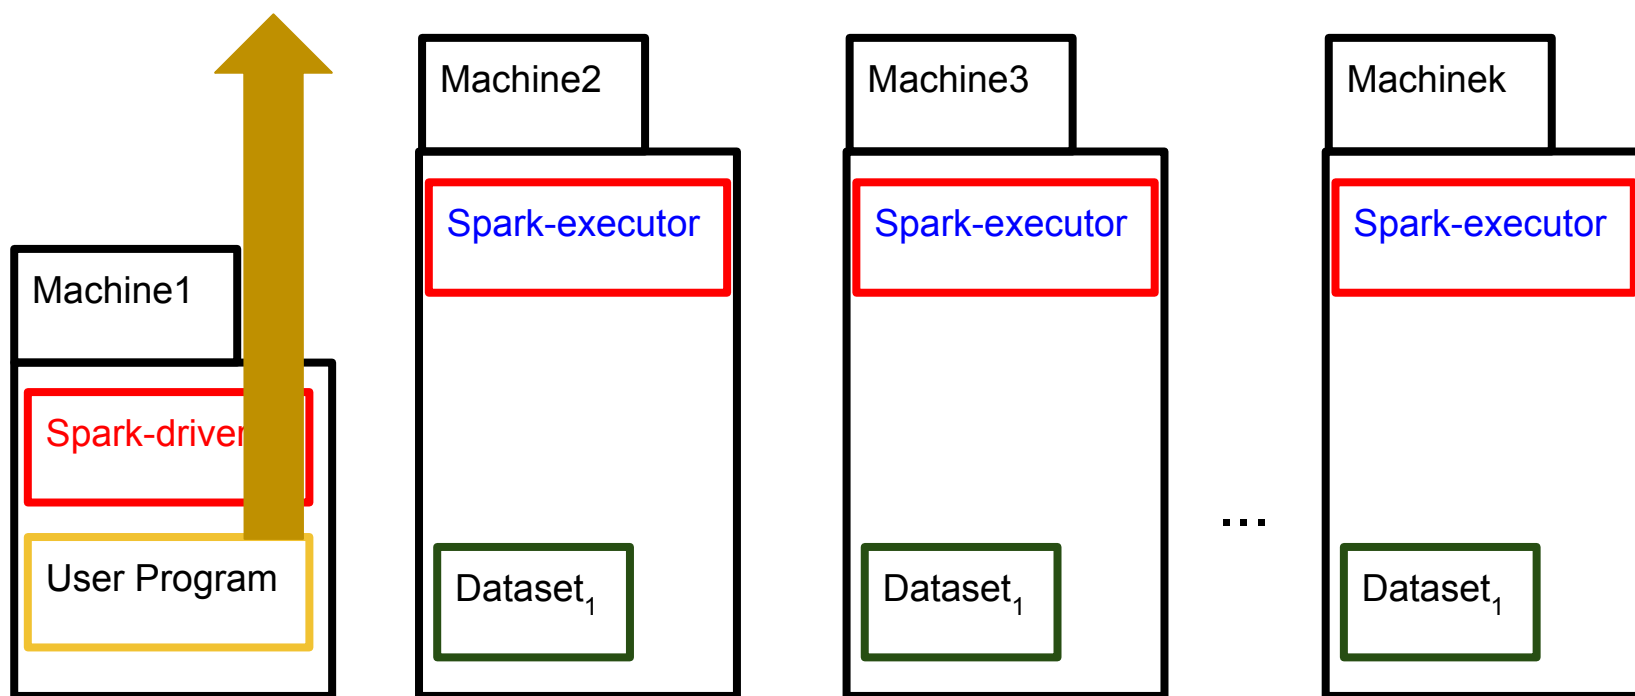 Machine1
Spark-driver
User Program
Machine2
Spark-executor
Dataset₁
Machine3
Spark-executor
Dataset₁
...
Machinek
Spark-executor
Dataset₁